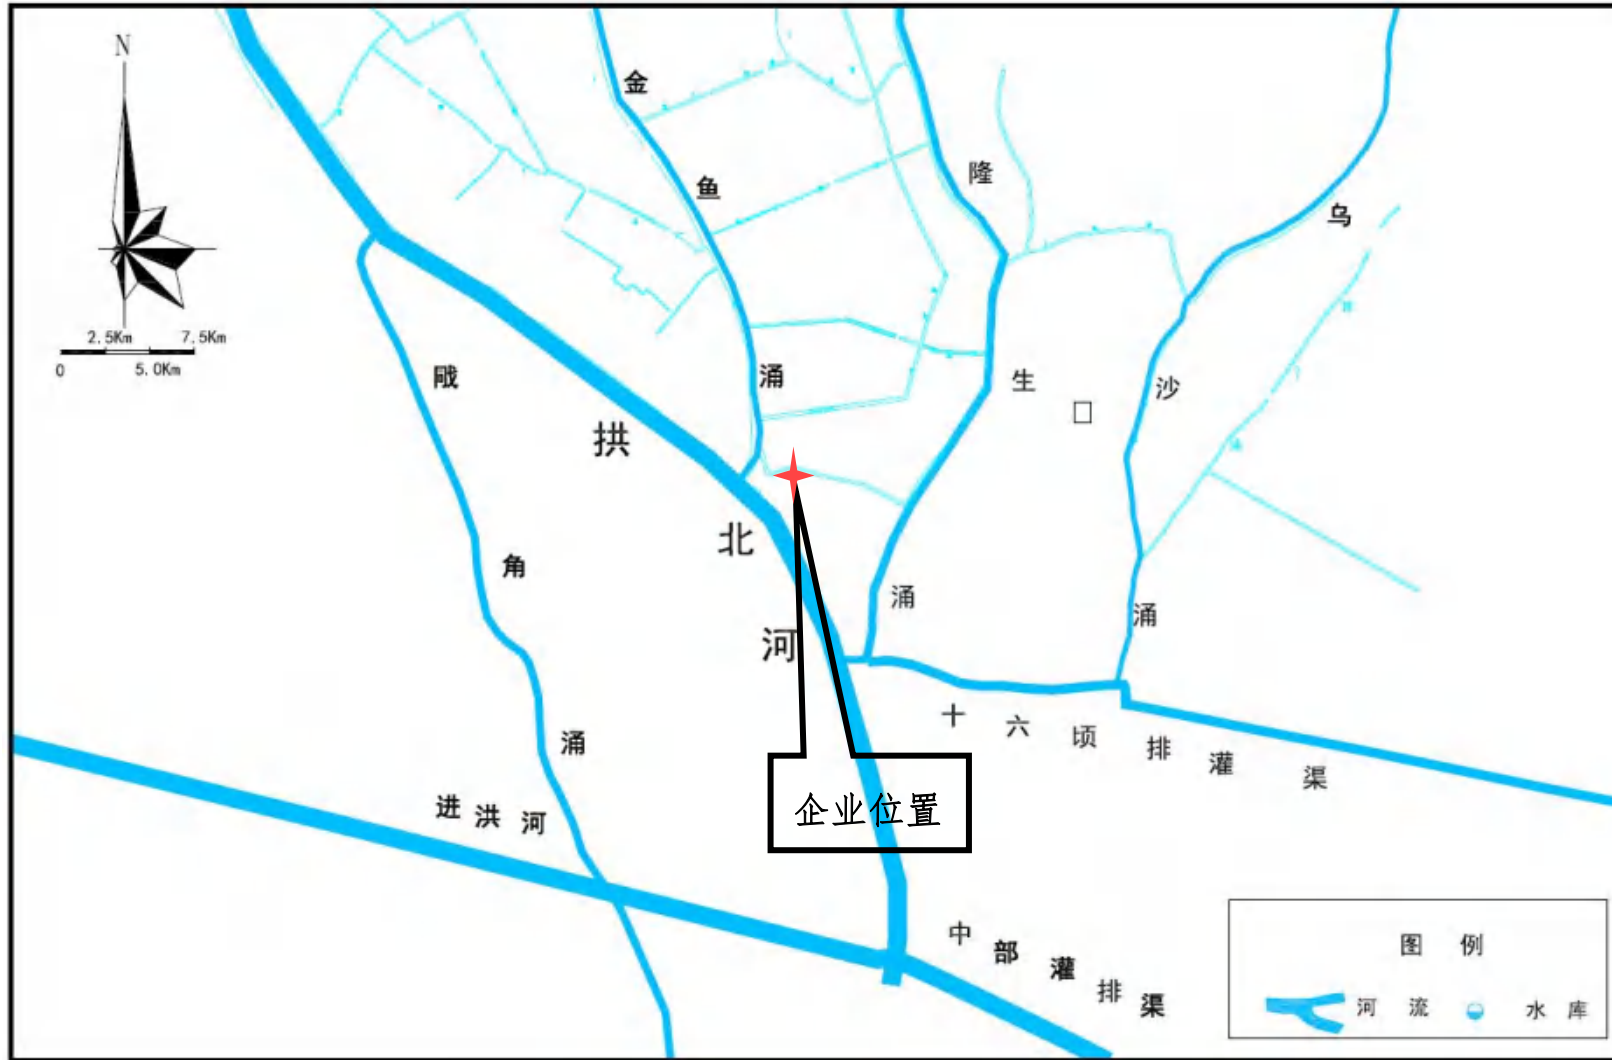 N
2.5Km 7.5Km
0 5.0Km
金鱼涌
隆生涌
乌沙涌
戙角涌
拱北河
十六顷排灌渠
进洪河
企业位置
中部灌排渠
图例
河流 水库